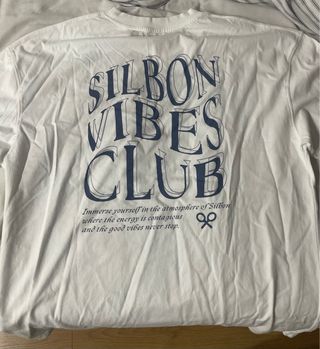 SILBON
VIBES
CLUB
Immerse yourself in the atmosphere of Silbon
where the energy is contagious
and the good vibes never stop.